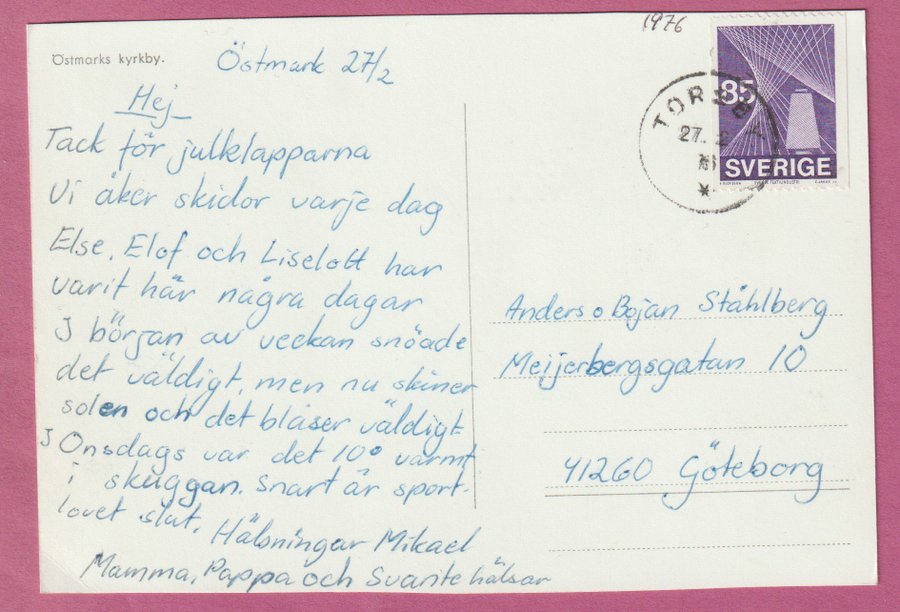 Östmarks kyrkby.
Östmark 27/2
Hej
Tack för julklapparna
Vi åker skidor varje dag
Else, Elof och Liselott har
varit här några dagar
I början av veckan snöade
det väldigt, men nu skiner
solen och det blåser väldigt
I Onsdags var det 10° varmt
i skuggan. Snart är sport-
lovet slut.
Hälsningar Mikael
Mamma, Pappa och Svante hälsar
1976
85
SVERIGE
TORSBY
27. 2
76
Anders o Bojan Ståhlberg
Meijerbergsgatan 10
41260 Göteborg